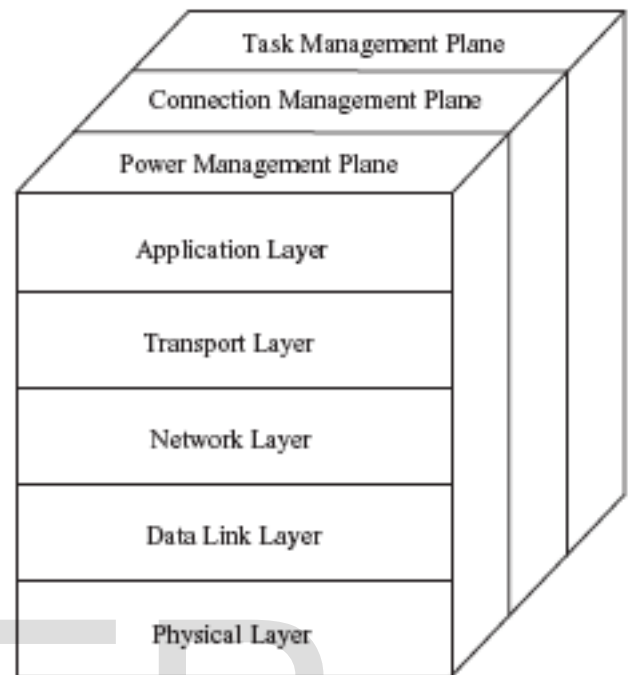 Task Management Plane
Connection Management Plane
Power Management Plane
Application Layer
Transport Layer
Network Layer
Data Link Layer
Physical Layer